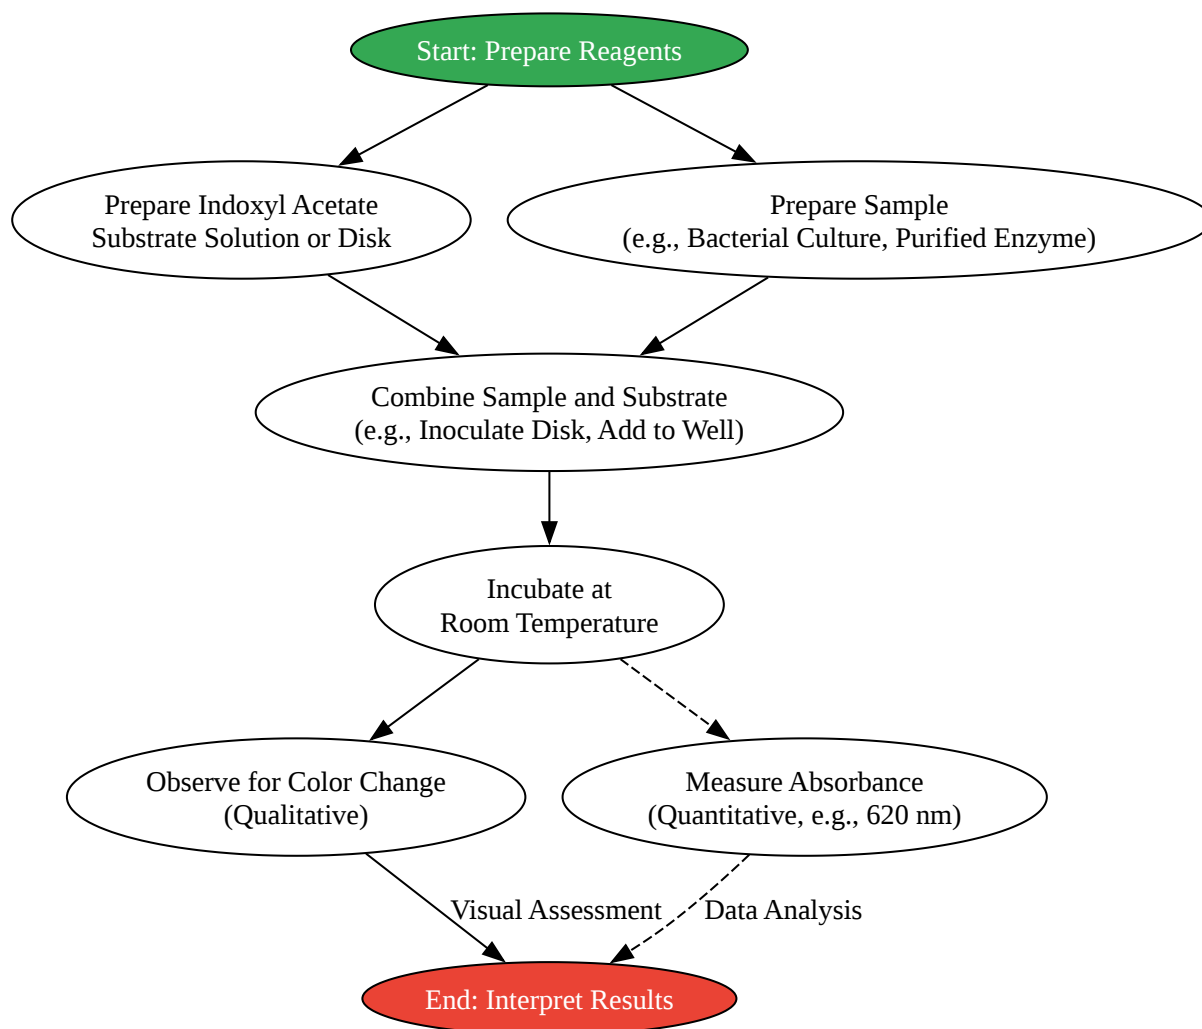 Start: Prepare Reagents
Prepare Indoxyl Acetate
Substrate Solution or Disk
Prepare Sample
(e.g., Bacterial Culture, Purified Enzyme)
Combine Sample and Substrate
(e.g., Inoculate Disk, Add to Well)
Incubate at
Room Temperature
Observe for Color Change
(Qualitative)
Measure Absorbance
(Quantitative, e.g., 620 nm)
Visual Assessment
Data Analysis
End: Interpret Results